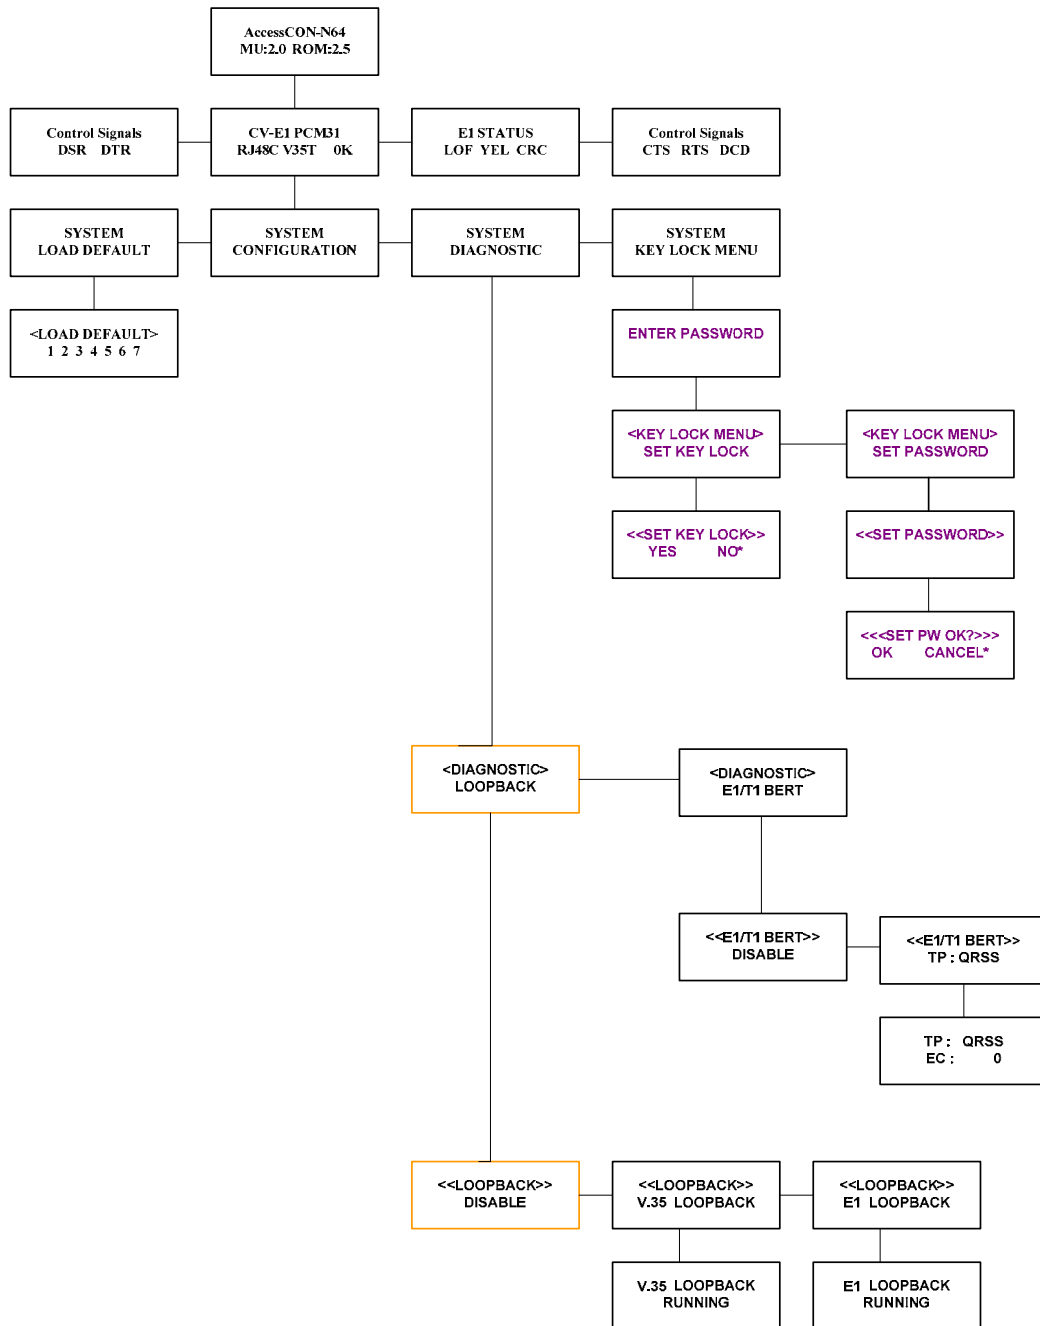 AccessCON-N64
MU:2.0 ROM:2.5
Control Signals
DSR DTR
CV-E1 PCM31
RJ48C V35T 0K
E1 STATUS
LOF YEL CRC
Control Signals
CTS RTS DCD
SYSTEM
LOAD DEFAULT
SYSTEM
CONFIGURATION
SYSTEM
DIAGNOSTIC
SYSTEM
KEY LOCK MENU
<LOAD DEFAULT>
1 2 3 4 5 6 7
ENTER PASSWORD
<KEY LOCK MENU>
SET KEY LOCK
<KEY LOCK MENU>
SET PASSWORD
<<SET KEY LOCK>>
YES NO*
<<SET PASSWORD>>
<<<SET PW OK?>>>
OK CANCEL*
<DIAGNOSTIC>
LOOPBACK
<DIAGNOSTIC>
E1/T1 BERT
<<E1/T1 BERT>>
DISABLE
<<E1/T1 BERT>>
TP : QRSS
TP : QRSS
EC : 0
<<LOOPBACK>>
DISABLE
<<LOOPBACK>>
V.35 LOOPBACK
<<LOOPBACK>>
E1 LOOPBACK
V.35 LOOPBACK
RUNNING
E1 LOOPBACK
RUNNING